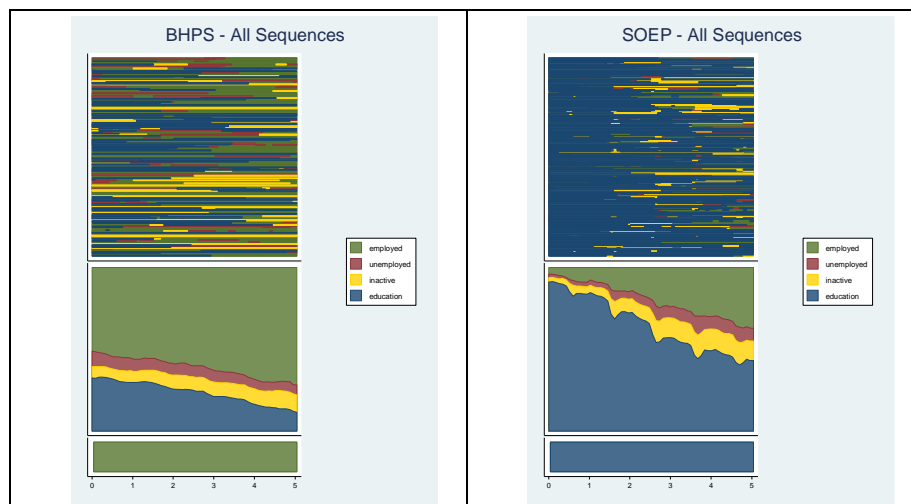 BHPS - All Sequences
employed
unemployed
inactive
education
0 1 2 3 4 5
SOEP - All Sequences
employed
unemployed
inactive
education
0 1 2 3 4 5